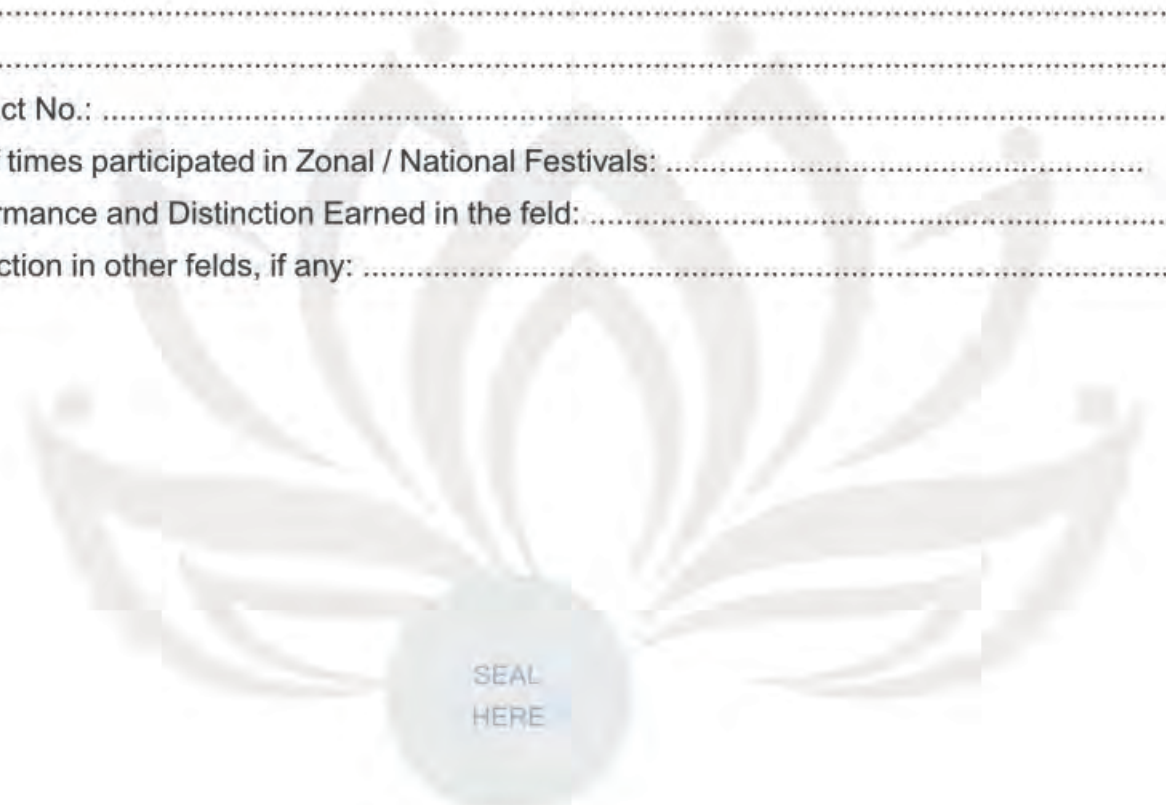 ct No.: ........................................................................
times participated in Zonal / National Festivals: ........................................................
rmance and Distinction Earned in the feld: ........................................................
ction in other felds, if any: ........................................................................
SEAL
HERE